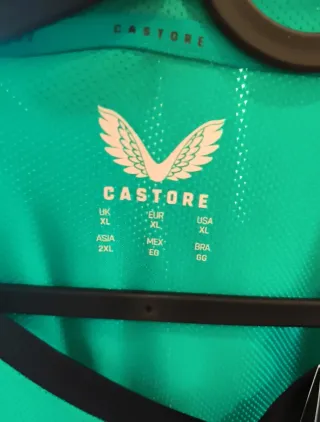 CASTORE
CASTORE
UK EUR USA
XL XL XL
ASIA MEX BRA
2XL EG GG